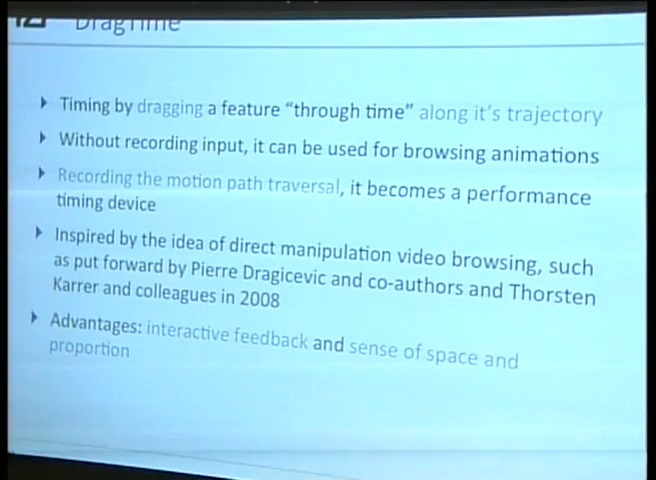 DragTime
Timing by dragging a feature “through time” along it’s trajectory
Without recording input, it can be used for browsing animations
Recording the motion path traversal, it becomes a performance
timing device
Inspired by the idea of direct manipulation video browsing, such
as put forward by Pierre Dragicevic and co-authors and Thorsten
Karrer and colleagues in 2008
Advantages: interactive feedback and sense of space and
proportion